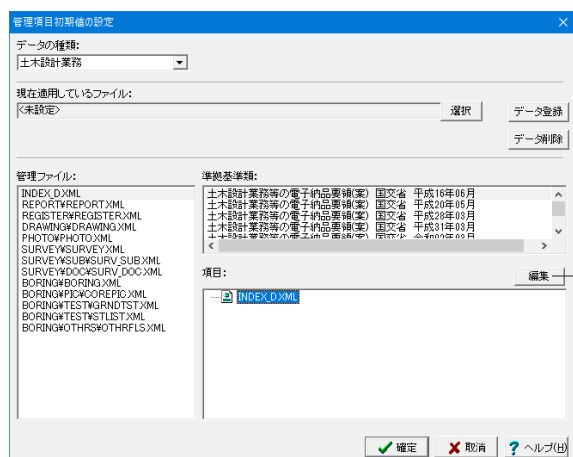 管理項目初期値の設定
データの種類:
土木設計業務
現在適用しているファイル:
<未設定>
選択
データ登録
データ削除
管理ファイル:
INDEX_D.XML
REPORT¥REPORT.XML
REGISTER¥REGISTER.XML
DRAWING¥DRAWING.XML
PHOTO¥PHOTO.XML
SURVEY¥SURVEY.XML
SURVEY¥SUB¥SURV_SUB.XML
SURVEY¥DOC¥SURV_DOC.XML
BORING¥BORING.XML
BORING¥PIC¥COREPIC.XML
BORING¥TEST¥GRNDTST.XML
BORING¥TEST¥STLIST.XML
BORING¥OTHRS¥OTHRFLS.XML
準拠基準類:
土木設計業務等の電子納品要領(案) 国交省 平成16年06月
土木設計業務等の電子納品要領(案) 国交省 平成20年05月
土木設計業務等の電子納品要領(案) 国交省 平成28年03月
土木設計業務等の電子納品要領(案) 国交省 平成31年03月
項目:
編集
INDEX_D.XML
確定
取消
ヘルプ(H)